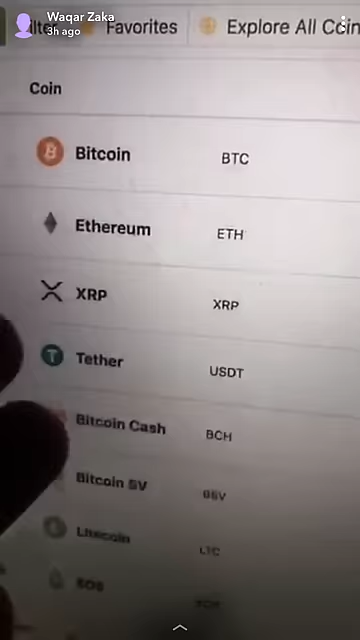 Waqar Zaka
3h ago
Favorites
Explore All Coin
Coin
Bitcoin BTC
Ethereum ETH
XRP XRP
Tether USDT
Bitcoin Cash BCH
Bitcoin SV BSV
Litecoin LTC
EOS